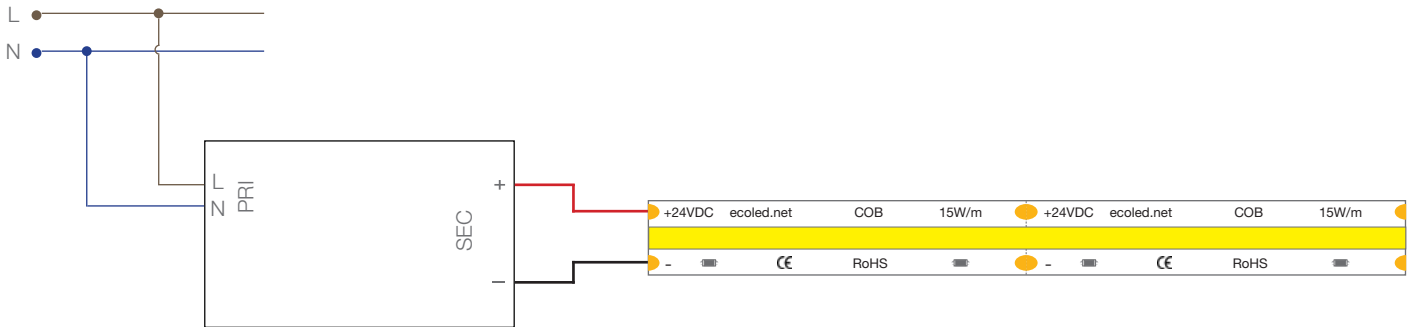 L
N
L
N
PRI
SEC
+
−
+24VDC ecoled.net COB 15W/m +24VDC ecoled.net COB 15W/m
- CE RoHS - CE RoHS